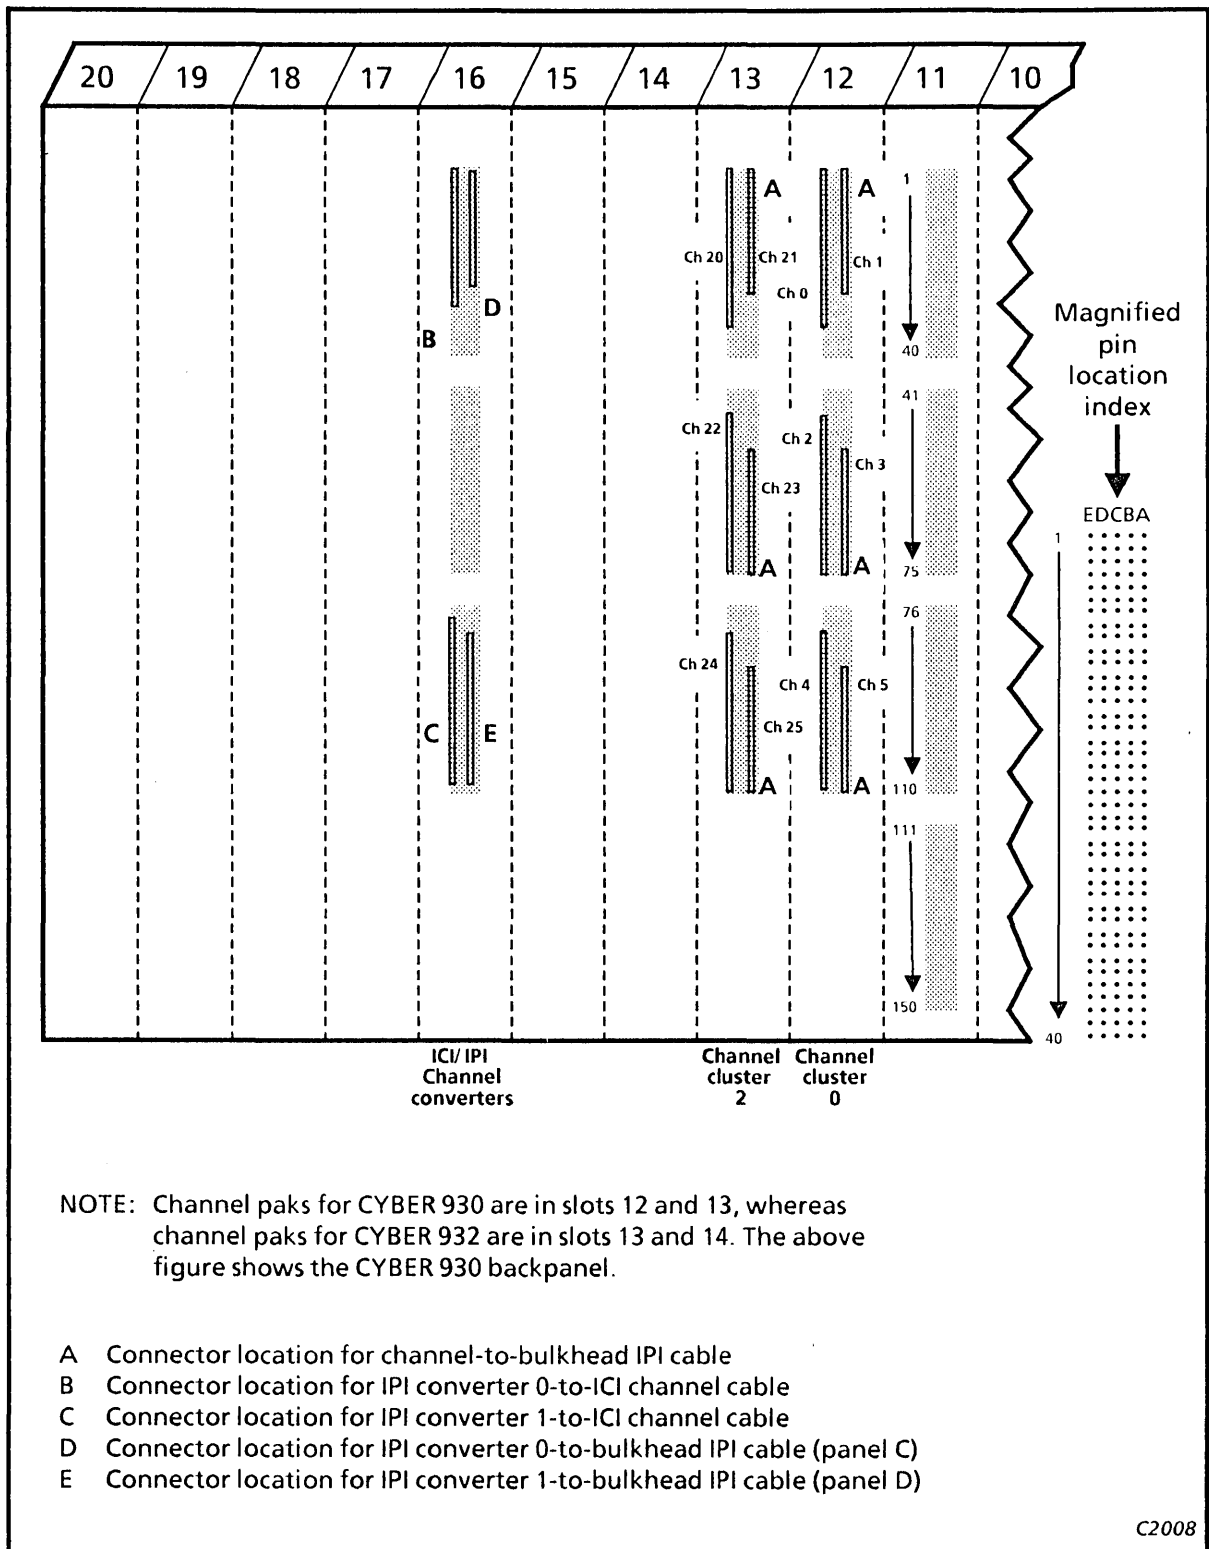 20 19 18 17 16 15 14 13 12 11 10
A A 1
Ch 20 Ch 21 Ch 0 Ch 1
D
B
40
Magnified
pin
location
index
41
Ch 22 Ch 2
Ch 3
Ch 23
EDCBA
1
A A 75
76
Ch 24 Ch 4 Ch 5
C E Ch 25
A A 110
111
150
40
ICI/IPI
Channel
converters
Channel
cluster
2
Channel
cluster
0
NOTE: Channel paks for CYBER 930 are in slots 12 and 13, whereas
channel paks for CYBER 932 are in slots 13 and 14. The above
figure shows the CYBER 930 backpanel.
A Connector location for channel-to-bulkhead IPI cable
B Connector location for IPI converter 0-to-ICI channel cable
C Connector location for IPI converter 1-to-ICI channel cable
D Connector location for IPI converter 0-to-bulkhead IPI cable (panel C)
E Connector location for IPI converter 1-to-bulkhead IPI cable (panel D)
C2008